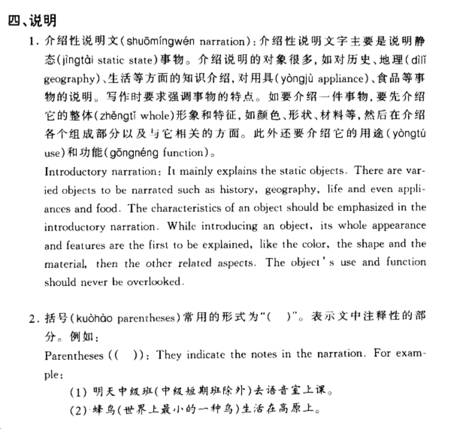 四、说明
1. 介绍性说明文(shuōmíngwén narration):介绍性说明文字主要是说明静
态(jìngtài static state)事物。介绍说明的对象很多,如对历史、地理(dìlǐ
geography)、生活等方面的知识介绍,对用具(yòngjù appliance)、食品等事
物的说明。写作时要求强调事物的特点。如要介绍一件事物,要先介绍
它的整体(zhěngtǐ whole)形象和特征,如颜色、形状、材料等,然后在介绍
各个组成部分以及与它相关的方面。此外还要介绍它的用途(yòngtú
use)和功能(gōngnéng function)。
Introductory narration: It mainly explains the static objects. There are var-
ied objects to be narrated such as history, geography, life and even appli-
ances and food. The characteristics of an object should be emphasized in the
introductory narration. While introducing an object, its whole appearance
and features are the first to be explained, like the color, the shape and the
material, then the other related aspects. The object's use and function
should never be overlooked.
2. 括号(kuòhào parentheses)常用的形式为“( )”。表示文中注释性的部
分。例如:
Parentheses (( )): They indicate the notes in the narration. For exam-
ple:
(1) 明天中级班(中级短期班除外)去语音室上课。
(2) 蜂鸟(世界上最小的一种鸟)生活在高原上。